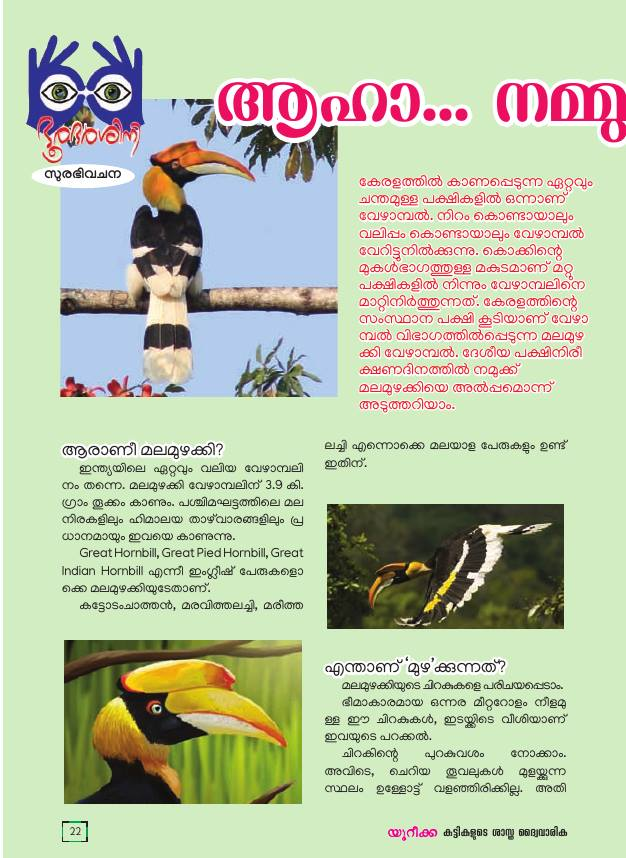 ആഹാ... നമ്മു
ദൂരദർശിനി
സുരഭിവചന
കേരളത്തിൽ കാണപ്പെടുന്ന ഏറ്റവും
ചന്തമുള്ള പക്ഷികളിൽ ഒന്നാണ്
വേഴാമ്പൽ. നിറം കൊണ്ടായാലും
വലിപ്പം കൊണ്ടായാലും വേഴാമ്പൽ
വേറിട്ടുനിൽക്കുന്നു. കൊക്കിന്റെ
മുകൾഭാഗത്തുള്ള മകുടമാണ് മറ്റു
പക്ഷികളിൽ നിന്നും വേഴാമ്പലിനെ
മാറ്റിനിർത്തുന്നത്. കേരളത്തിന്റെ
സംസ്ഥാന പക്ഷി കൂടിയാണ് വേഴാ
മ്പൽ വിഭാഗത്തിൽപ്പെടുന്ന മലമുഴ
ക്കി വേഴാമ്പൽ. ദേശീയ പക്ഷിനിരീ
ക്ഷണദിനത്തിൽ നമുക്ക്
മലമുഴക്കിയെ അൽപ്പമൊന്ന്
അടുത്തറിയാം.
ആരാണീ മലമുഴക്കി?
ഇന്ത്യയിലെ ഏറ്റവും വലിയ വേഴാമ്പലി
നം തന്നെ. മലമുഴക്കി വേഴാമ്പലിന് 3.9 കി.
ഗ്രാം തൂക്കം കാണും. പശ്ചിമഘട്ടത്തിലെ മല
നിരകളിലും ഹിമാലയ താഴ്‌വാരങ്ങളിലും പ്ര
ധാനമായും ഇവയെ കാണുന്നു.
Great Hornbill, Great Pied Hornbill, Great
Indian Hornbill എന്നീ ഇംഗ്ലീഷ് പേരുകളൊ
ക്കെ മലമുഴക്കിയുടേതാണ്.
കട്ടോടംചാത്തൻ, മരവിത്തലച്ചി, മരിത്ത
ലച്ചി എന്നൊക്കെ മലയാള പേരുകളും ഉണ്ട്
ഇതിന്.
എന്താണ് 'മുഴ'ക്കുന്നത്?
മലമുഴക്കിയുടെ ചിറകുകളെ പരിചയപ്പെടാം.
ഭീമാകാരമായ ഒന്നര മീറ്ററോളം നീളമു
ള്ള ഈ ചിറകുകൾ, ഇടയ്ക്കിടെ വീശിയാണ്
ഇവയുടെ പറക്കൽ.
ചിറകിന്റെ പുറകുവശം നോക്കാം.
അവിടെ, ചെറിയ തൂവലുകൾ മുളയ്ക്കുന്ന
സ്ഥലം ഉള്ളോട്ട് വളഞ്ഞിരിക്കില്ല. അതി
22
യുറീക്ക കുട്ടികളുടെ ശാസ്ത്ര ദ്വൈവാരിക